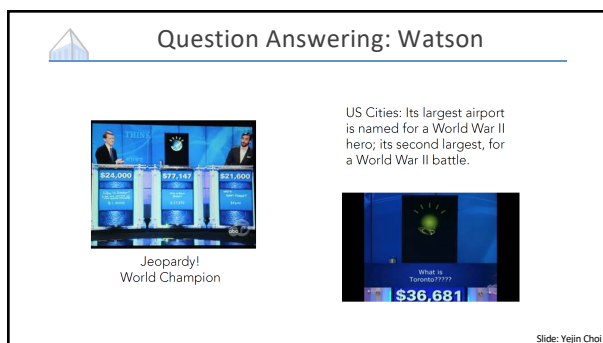 Question Answering: Watson
THINK
$24,000
$77,147
$21,600
abc
Jeopardy!
World Champion
US Cities: Its largest airport
is named for a World War II
hero; its second largest, for
a World War II battle.
What is
Toronto?????
$36,681
Slide: Yejin Choi